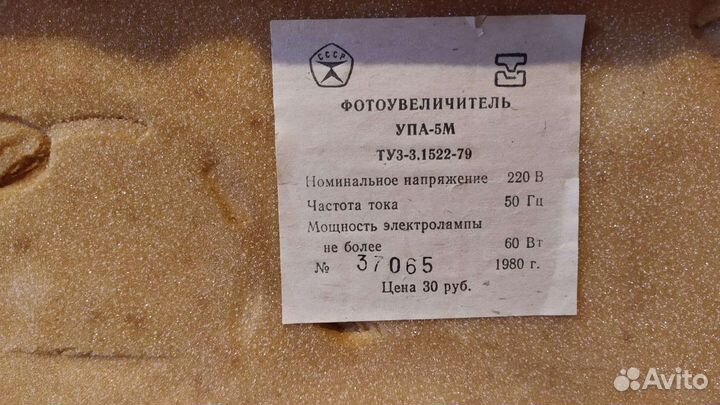 СССР
ФОТОУВЕЛИЧИТЕЛЬ
УПА-5М
ТУ3-3.1522-79
Номинальное напряжение 220 В
Частота тока 50 Гц
Мощность электролампы
не более 60 Вт
№ 37065 1980 г.
Цена 30 руб.
Avito